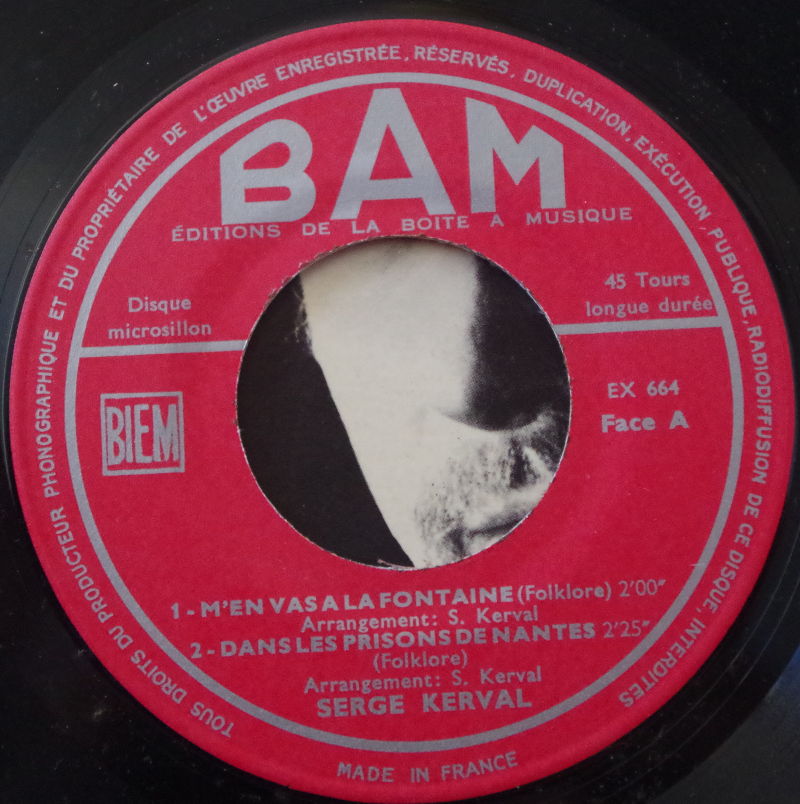 TOUS DROITS DU PRODUCTEUR PHONOGRAPHIQUE ET DU PROPRIÉTAIRE DE L'ŒUVRE ENREGISTRÉE, RÉSERVÉS, DUPLICATION, EXÉCUTION PUBLIQUE, RADIODIFFUSION DE CE DISQUE, INTERDITES
BAM
ÉDITIONS DE LA BOITE A MUSIQUE
Disque
microsillon
45 Tours
longue durée
BIEM
EX 664
Face A
1-M'EN VAS A LA FONTAINE (Folklore) 2'00"
Arrangement: S. Kerval
2-DANS LES PRISONS DE NANTES 2'25"
(Folklore)
Arrangement: S. Kerval
SERGE KERVAL
MADE IN FRANCE